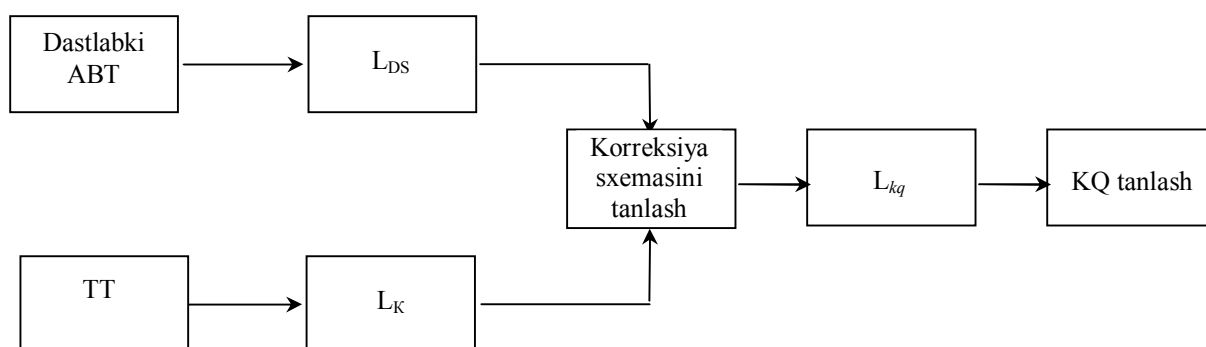 Dastlabki
ABT
L_DS
Korreksiya
sxemasini
tanlash
L_kq
KQ tanlash
TT
L_K